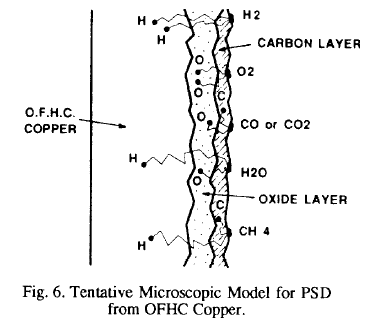 H H2
H
CARBON LAYER
O O2
O
C
O.F.H.C.
COPPER
O CO or CO2
H H2O
O
OXIDE LAYER
C
H CH 4
Fig. 6. Tentative Microscopic Model for PSD
from OFHC Copper.